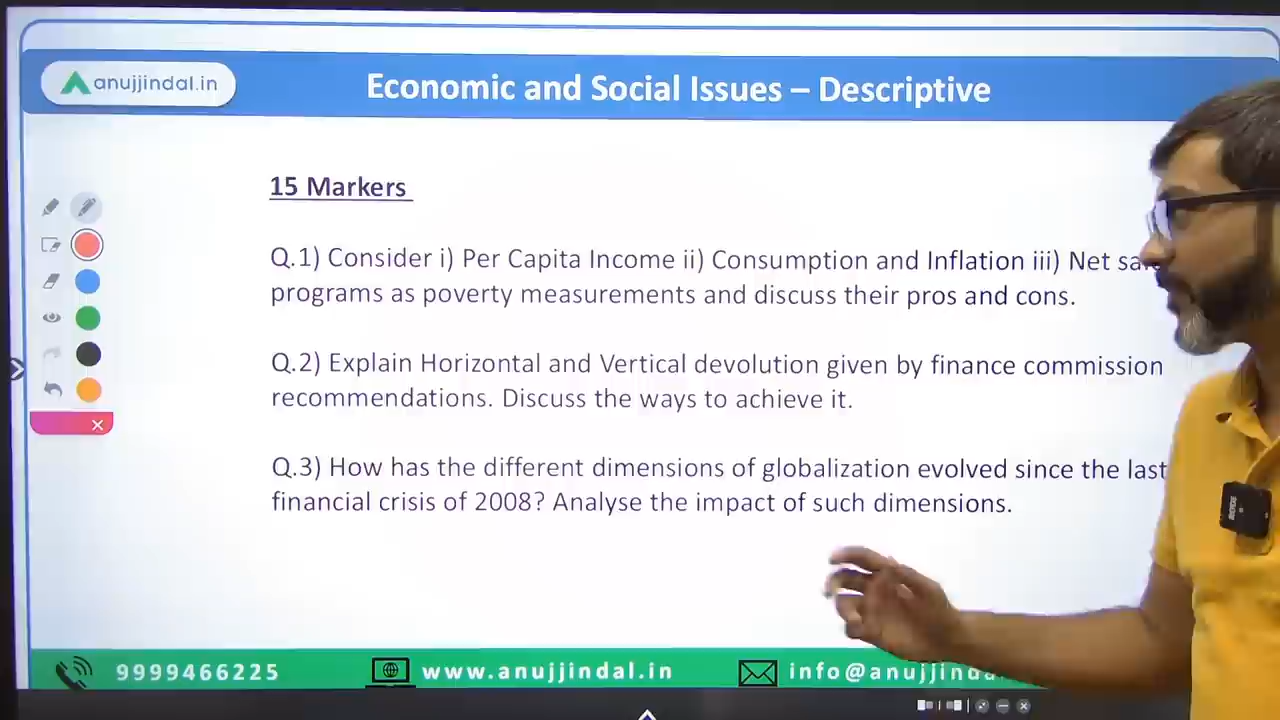 anujjindal.in
Economic and Social Issues – Descriptive
15 Markers
Q.1) Consider i) Per Capita Income ii) Consumption and Inflation iii) Net
programs as poverty measurements and discuss their pros and cons.
Q.2) Explain Horizontal and Vertical devolution given by finance commission
recommendations. Discuss the ways to achieve it.
Q.3) How has the different dimensions of globalization evolved since the last
financial crisis of 2008? Analyse the impact of such dimensions.
9999466225
www.anujjindal.in
RODE